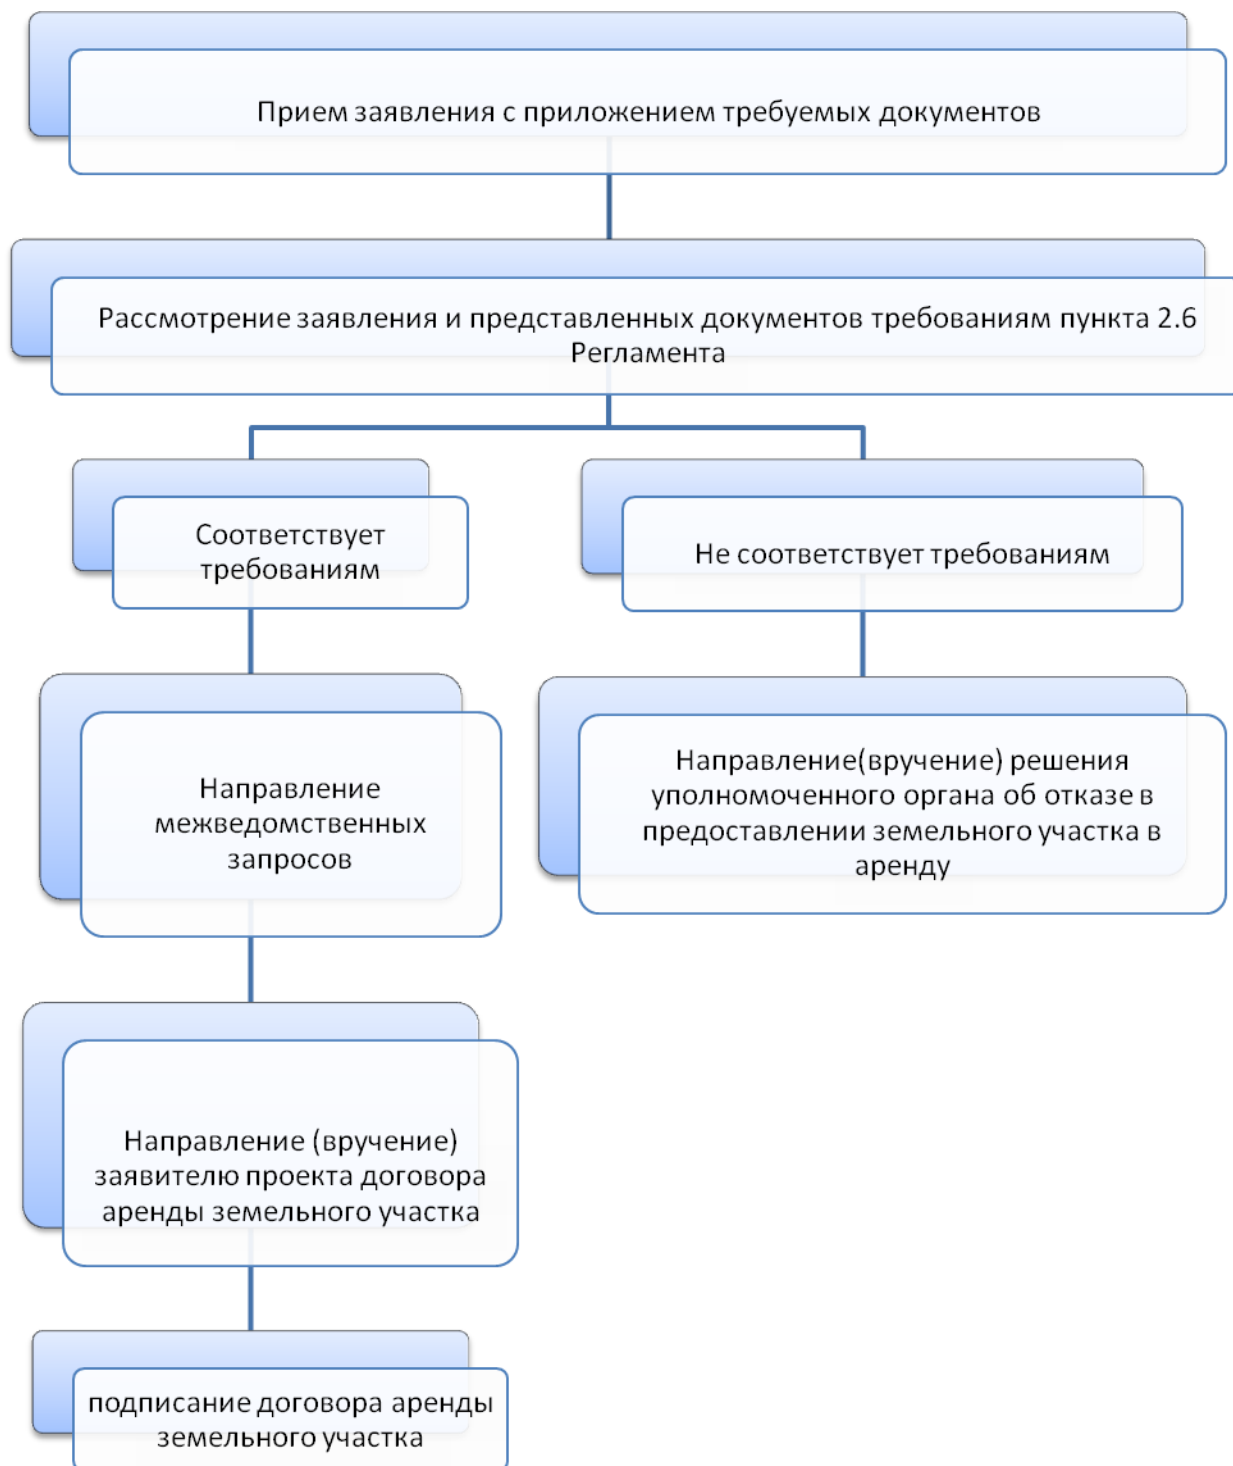 Прием заявления с приложением требуемых документов
Рассмотрение заявления и представленных документов требованиям пункта 2.6
Регламента
Соответствует
требованиям
Не соответствует требованиям
Направление
межведомственных
запросов
Направление(вручение) решения
уполномоченного органа об отказе в
предоставлении земельного участка в
аренду
Направление (вручение)
заявителю проекта договора
аренды земельного участка
подписание договора аренды
земельного участка